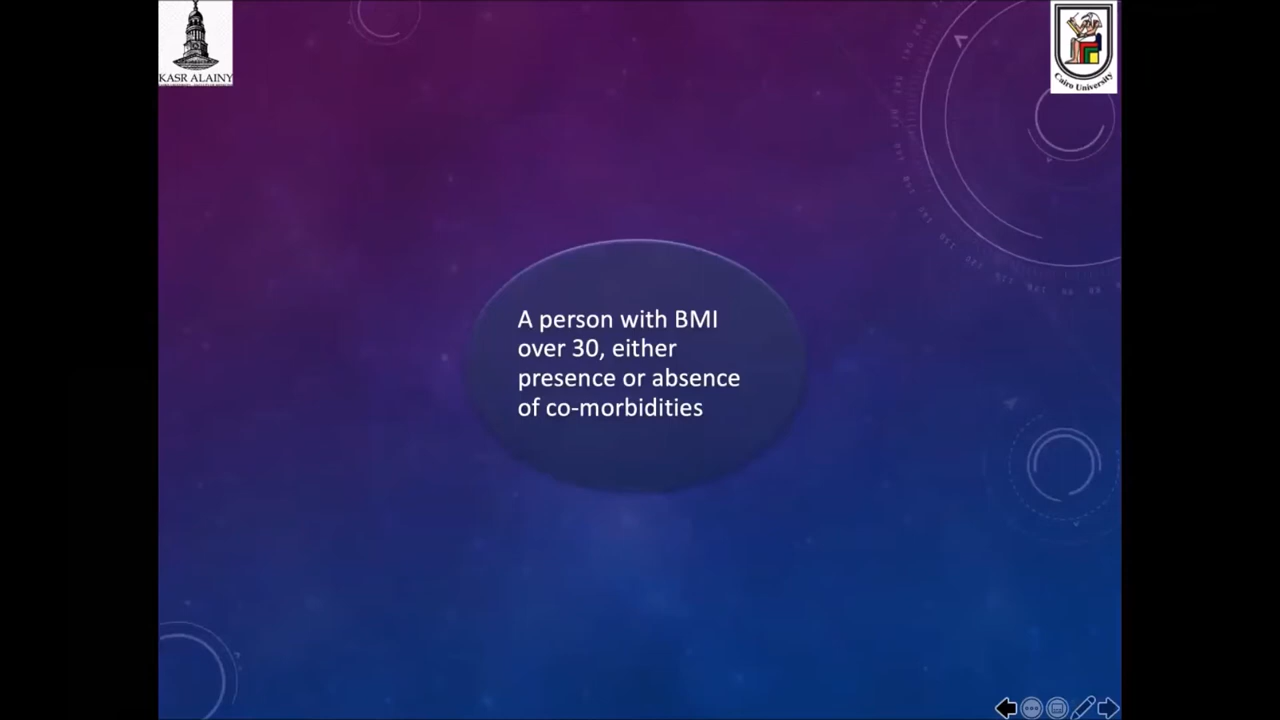 KASR ALAINY
Cairo University
A person with BMI
over 30, either
presence or absence
of co-morbidities